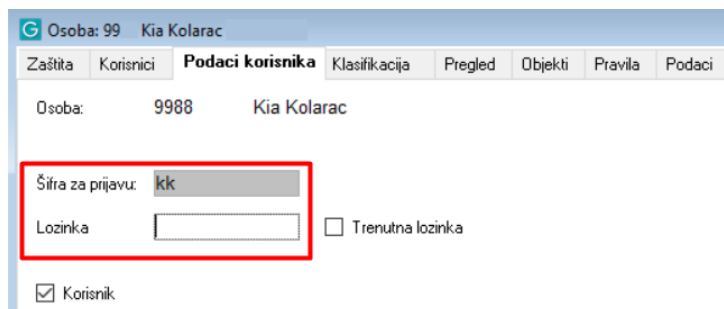 G Osoba: 99 Kia Kolarac
Zaštita Korisnici Podaci korisnika Klasifikacija Pregled Objekti Pravila Podaci
Osoba: 9988 Kia Kolarac
Šifra za prijavu: kk
Lozinka Trenutna lozinka
Korisnik